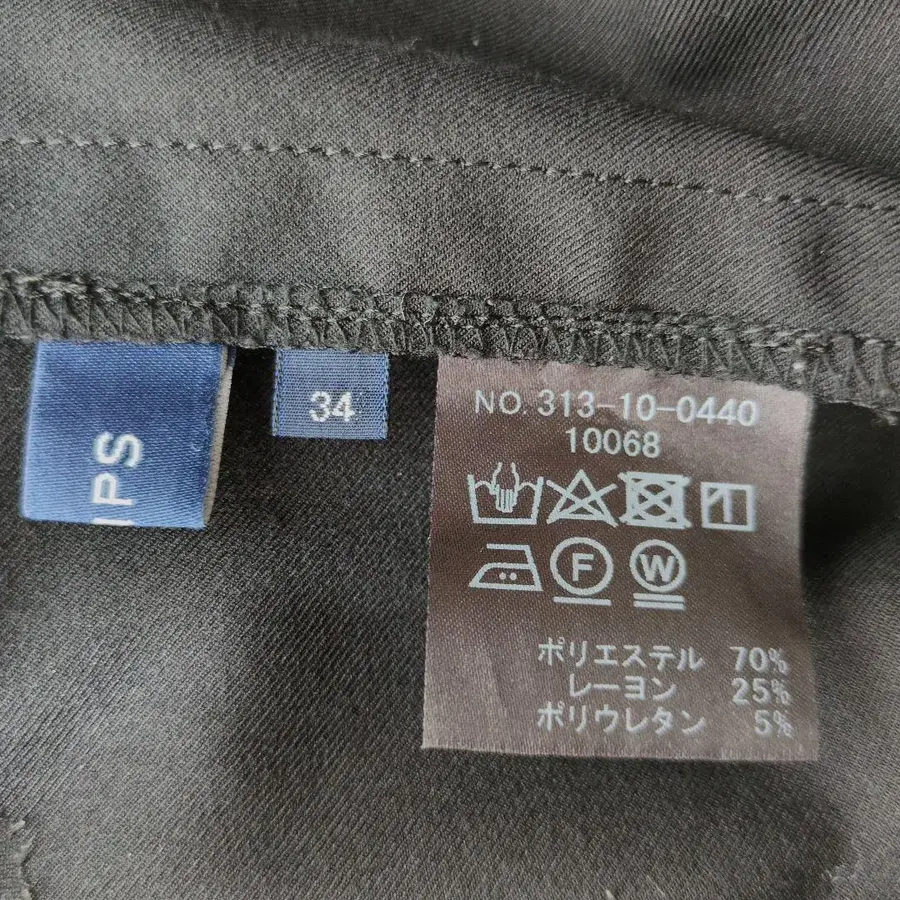 IPS
34
NO. 313-10-0440
10068
F
W
ポリエステル 70%
レーヨン 25%
ポリウレタン 5%